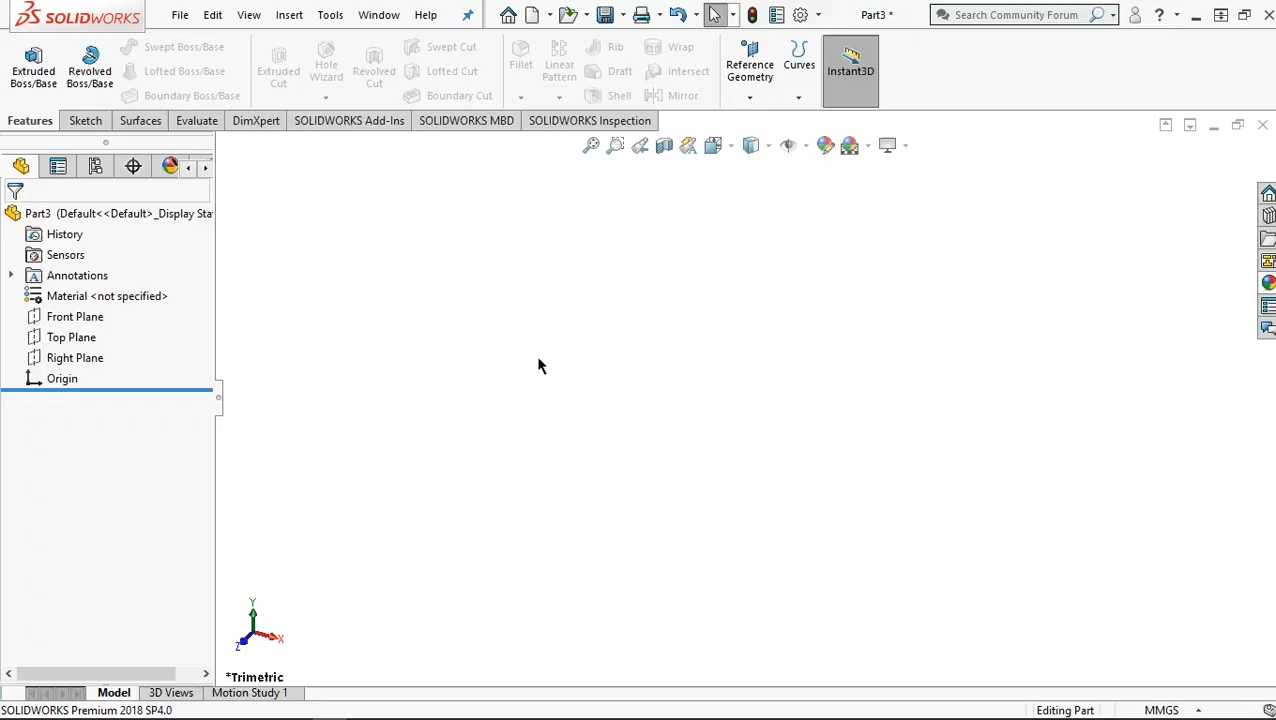 SOLIDWORKS File Edit View Insert Tools Window Help Part3 * Search Community Forum ?
Extruded Boss/Base Revolved Boss/Base Swept Boss/Base Lofted Boss/Base Boundary Boss/Base Extruded Cut Hole Wizard Revolved Cut Swept Cut Lofted Cut Boundary Cut Fillet Linear Pattern Rib Draft Shell Wrap Intersect Mirror Reference Geometry Curves Instant3D
Features Sketch Surfaces Evaluate DimXpert SOLIDWORKS Add-Ins SOLIDWORKS MBD SOLIDWORKS Inspection
Part3 (Default<<Default>_Display Sta
History
Sensors
A Annotations
Material <not specified>
Front Plane
Top Plane
Right Plane
Origin
Y
X
Z
*Trimetric
Model 3D Views Motion Study 1
SOLIDWORKS Premium 2018 SP4.0 Editing Part MMGS